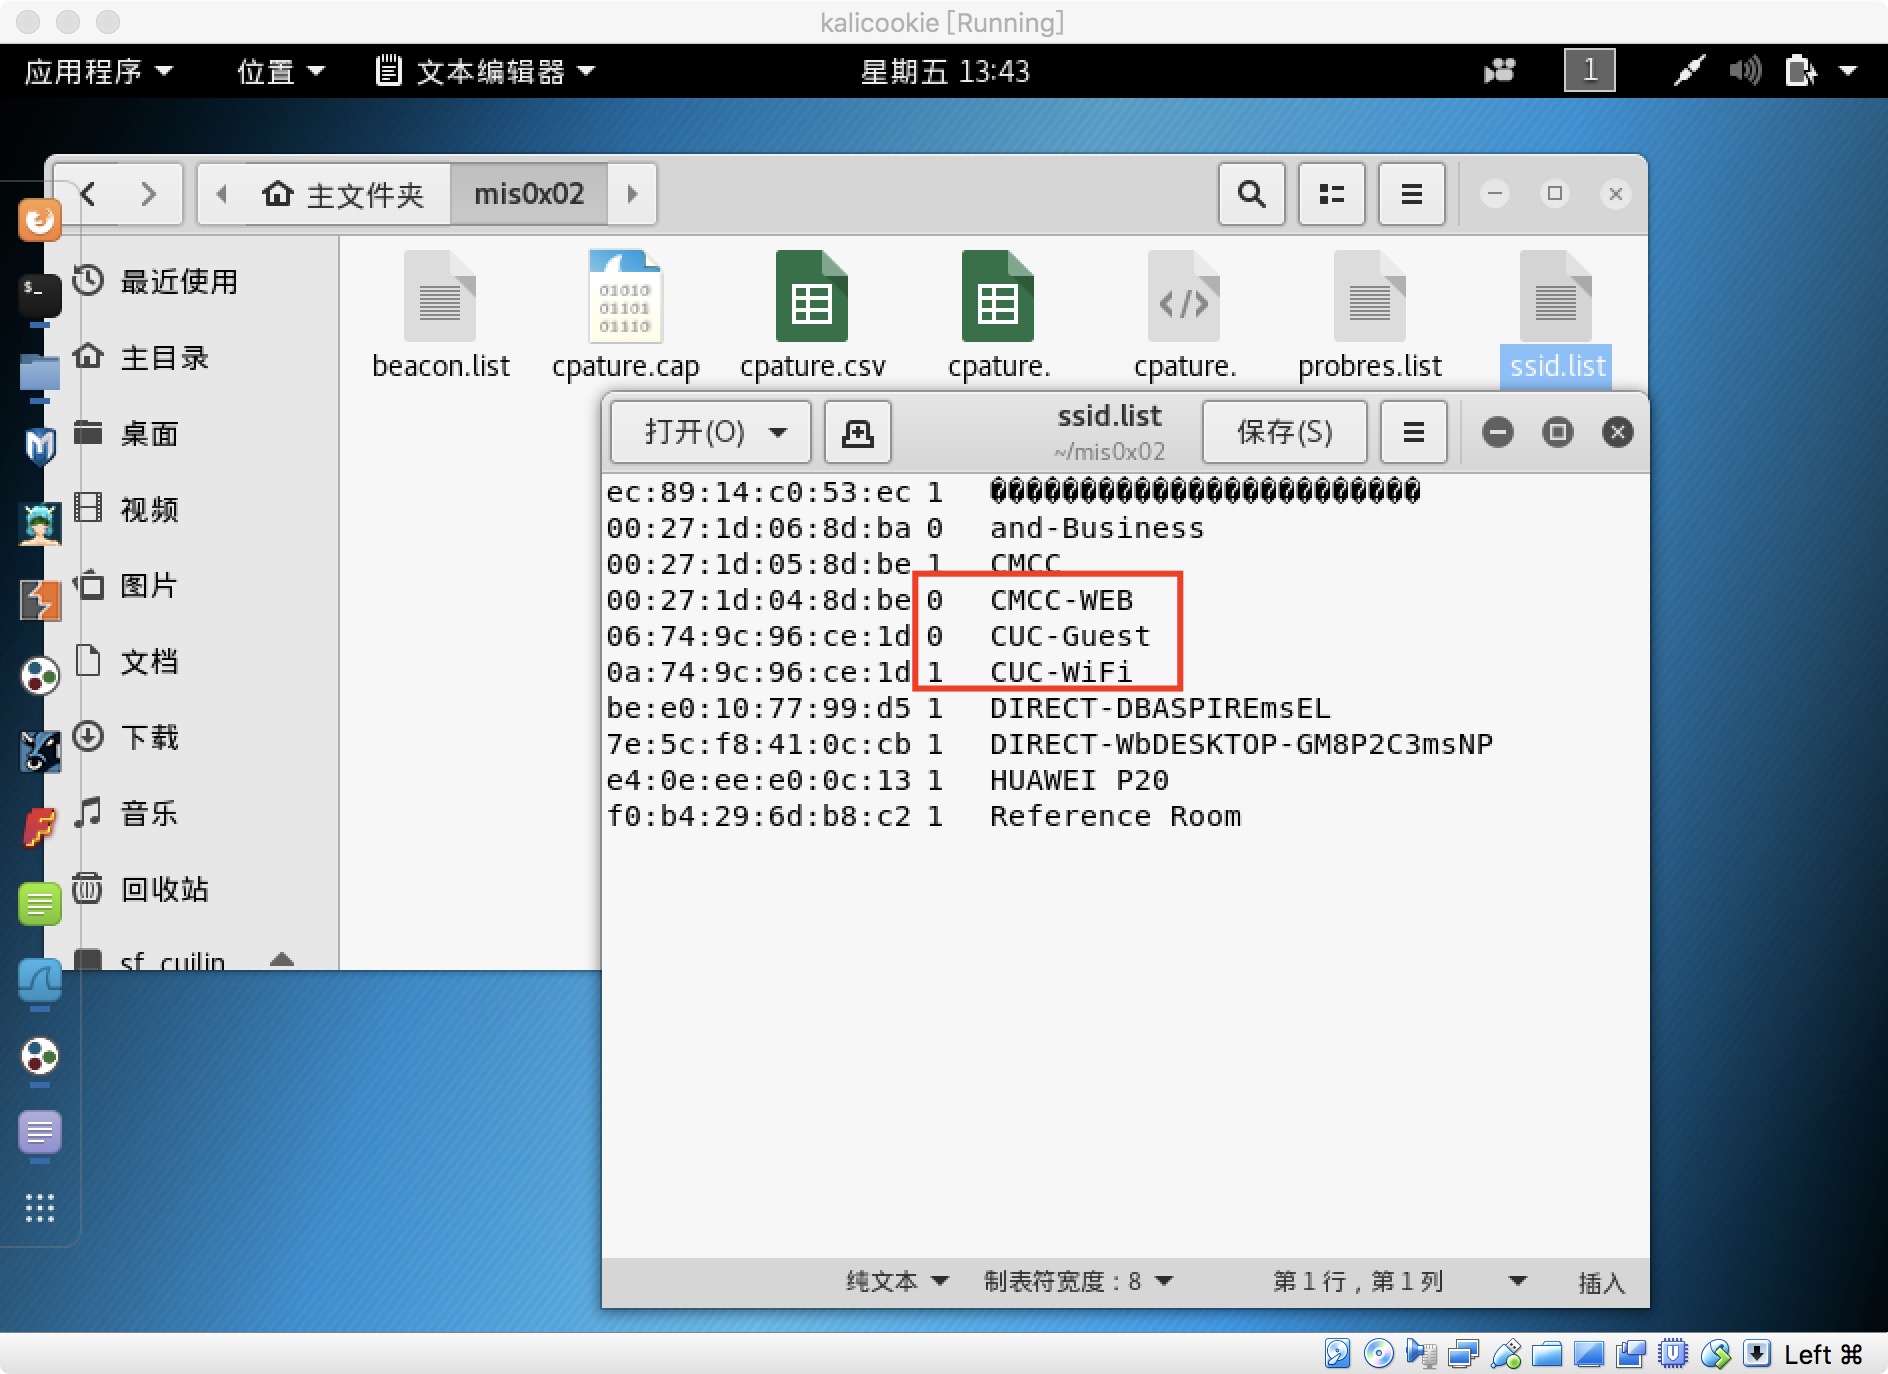 kalicookie [Running]
应用程序 位置 文本编辑器 星期五 13:43 1
主文件夹 mis0x02
最近使用
主目录
桌面
视频
图片
文档
下载
音乐
回收站
sf_cuilin
beacon.list cpature.cap cpature.csv cpature. cpature. probres.list ssid.list
打开(O) ssid.list 保存(S)
~/mis0x02
ec:89:14:c0:53:ec 1 ������������������������
00:27:1d:06:8d:ba 0 and-Business
00:27:1d:05:8d:be 1 CMCC
00:27:1d:04:8d:be 0 CMCC-WEB
06:74:9c:96:ce:1d 0 CUC-Guest
0a:74:9c:96:ce:1d 1 CUC-WiFi
be:e0:10:77:99:d5 1 DIRECT-DBASPIREmsEL
7e:5c:f8:41:0c:cb 1 DIRECT-WbDESKTOP-GM8P2C3msNP
e4:0e:ee:e0:0c:13 1 HUAWEI P20
f0:b4:29:6d:b8:c2 1 Reference Room
纯文本 制表符宽度：8 第 1 行，第 1 列 插入
Left ⌘